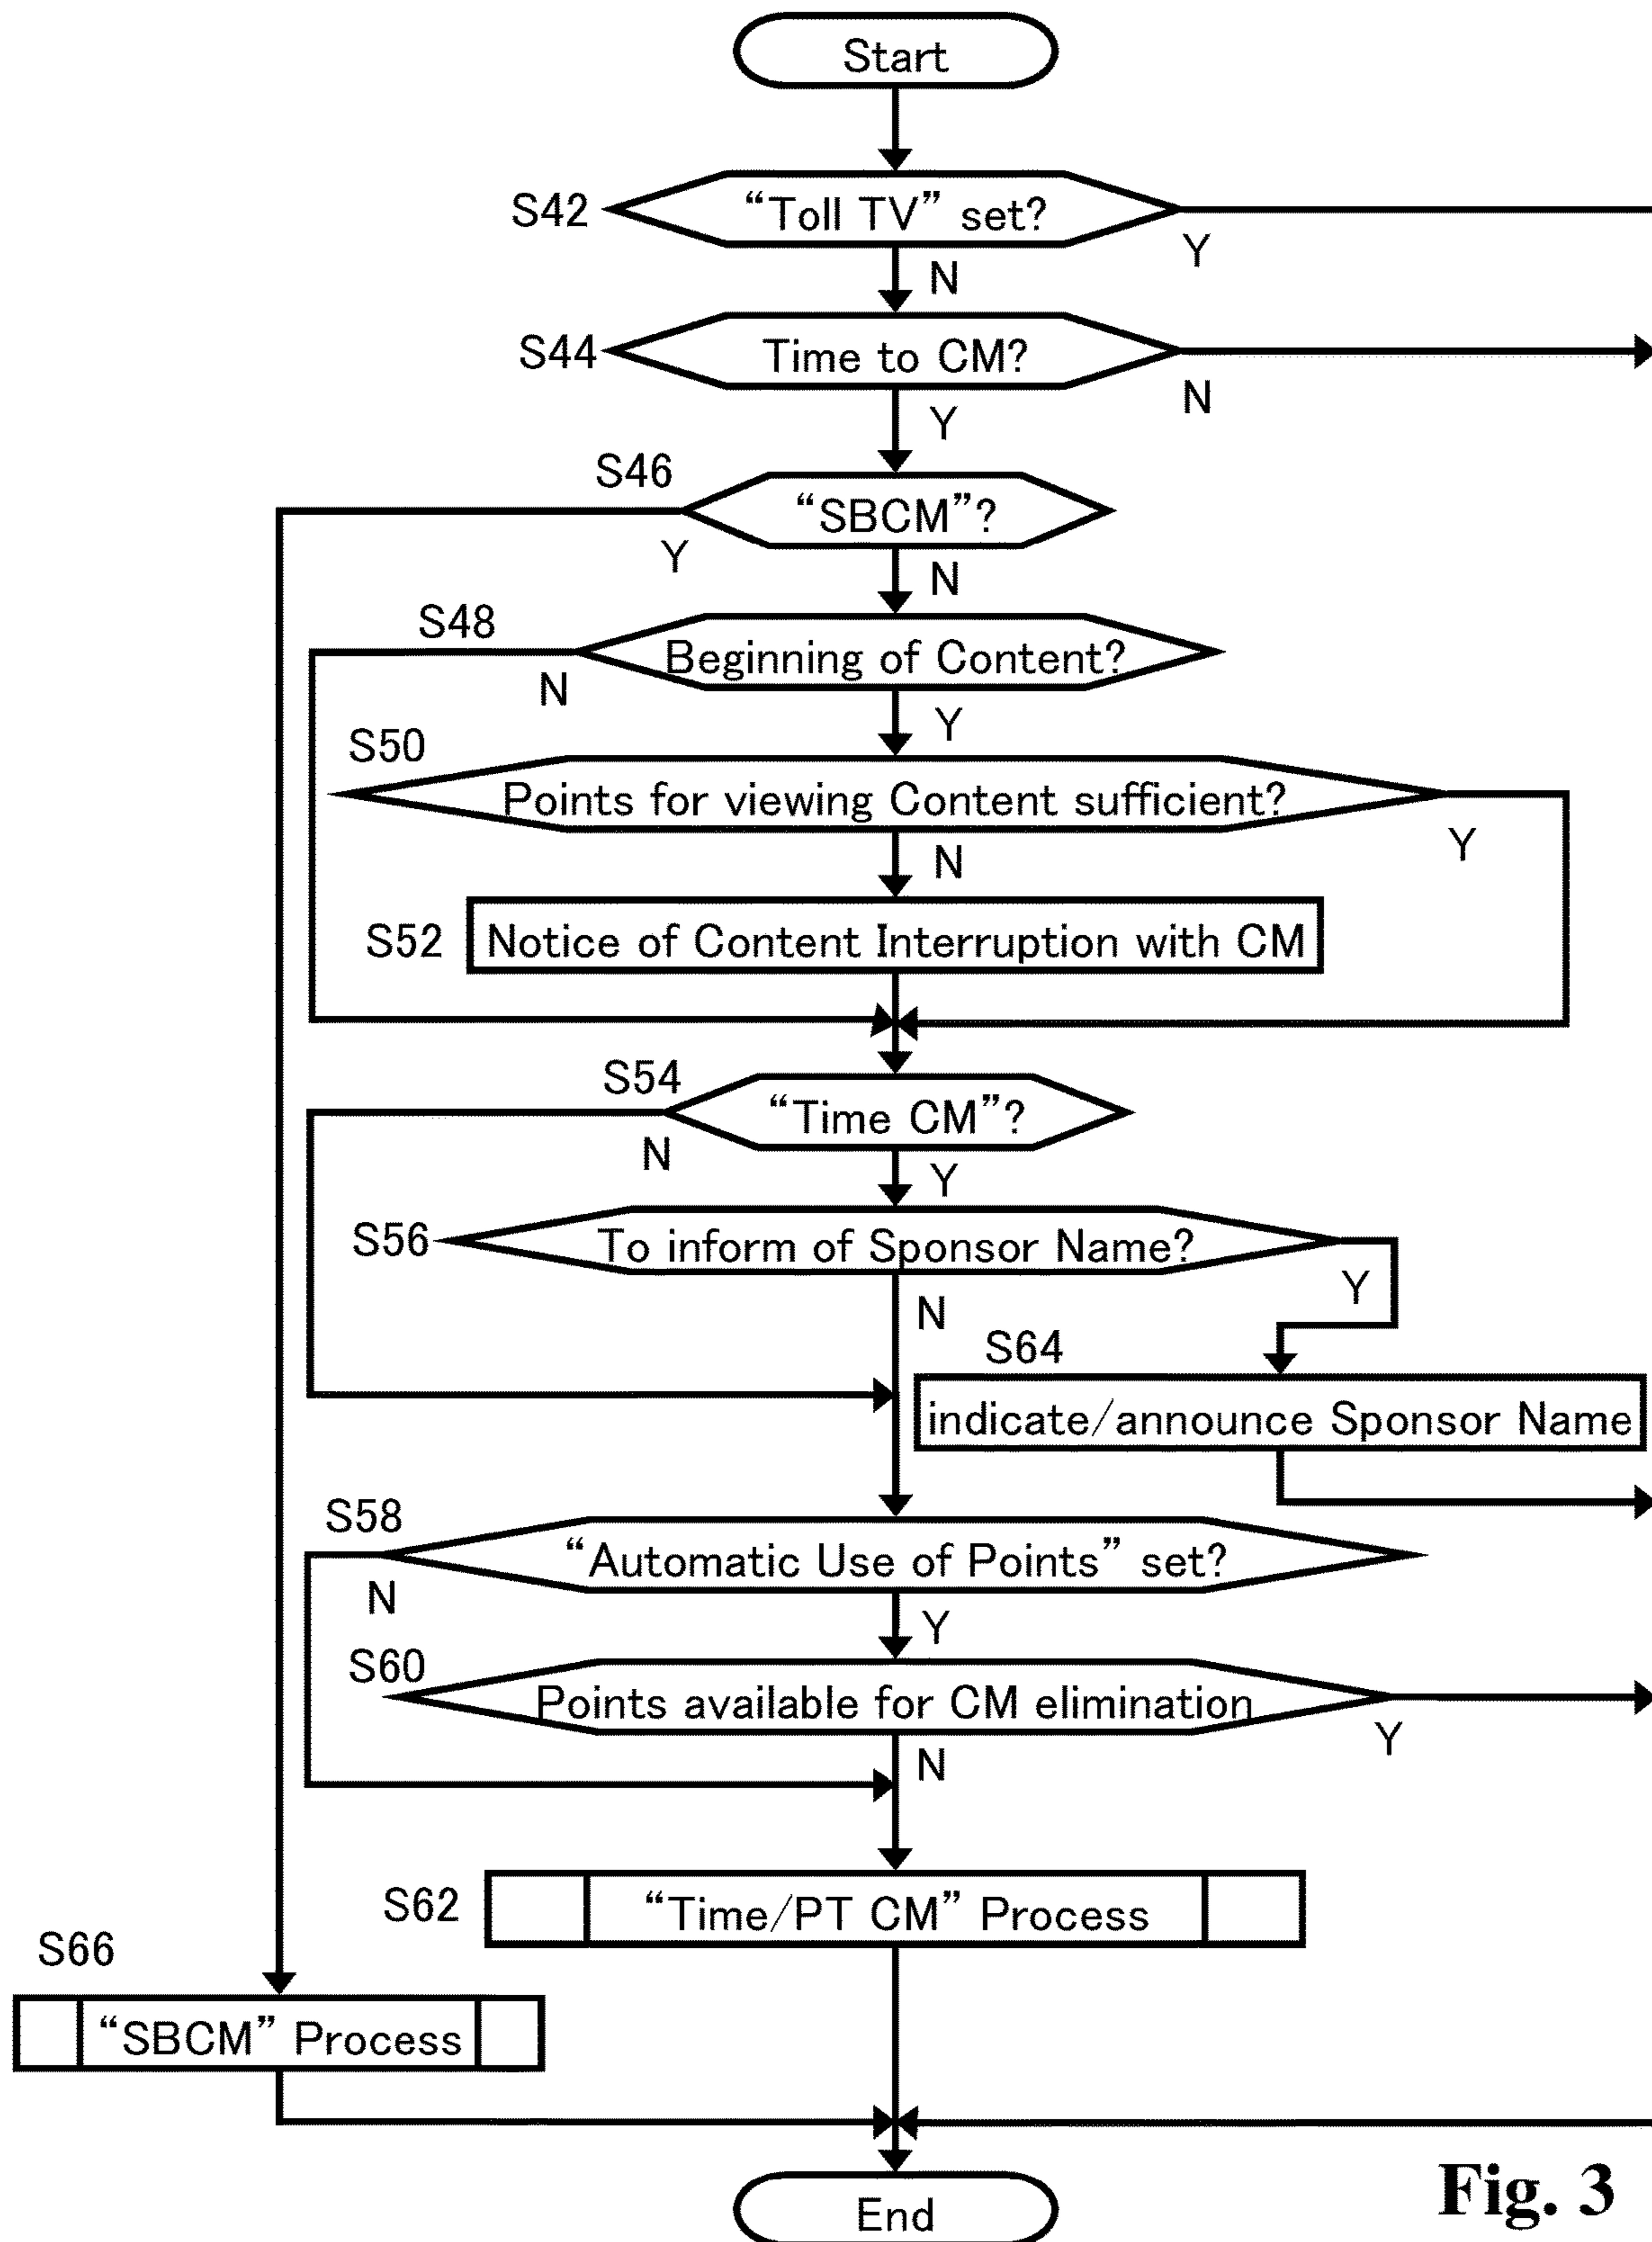 Start
S42
“Toll TV” set?
Y
N
S44
Time to CM?
N
Y
S46
“SBCM”?
Y
N
S48
Beginning of Content?
N
Y
S50
Points for viewing Content sufficient?
Y
N
S52
Notice of Content Interruption with CM
S54
“Time CM”?
N
Y
S56
To inform of Sponsor Name?
Y
N
S64
indicate/announce Sponsor Name
S58
“Automatic Use of Points” set?
N
Y
S60
Points available for CM elimination
Y
N
S62
“Time/PT CM” Process
S66
“SBCM” Process
End
Fig. 3